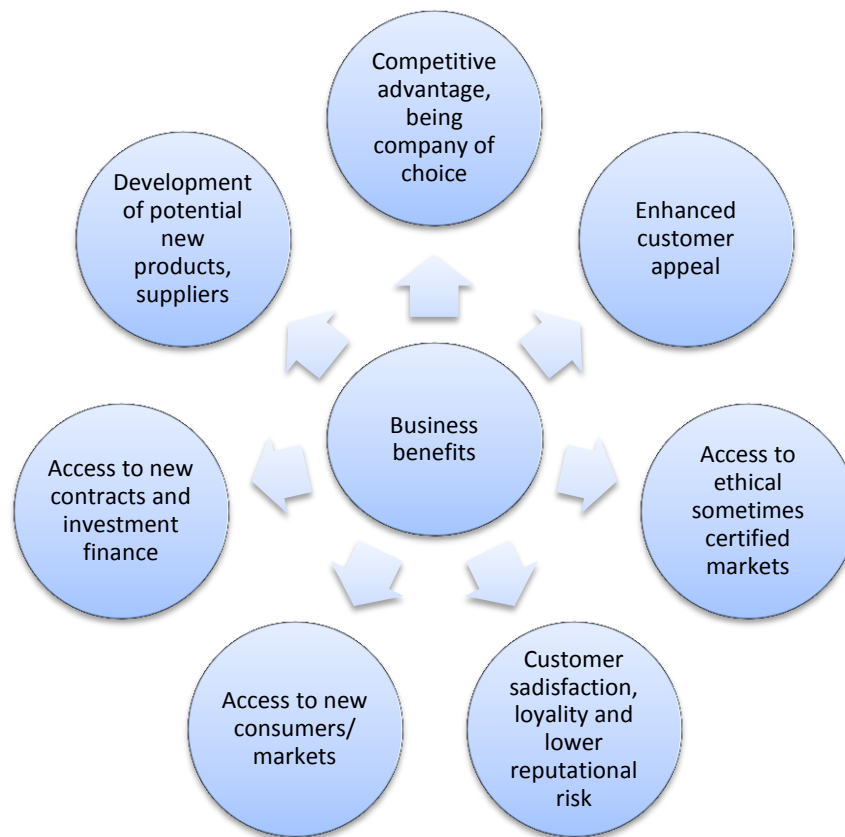 Competitive
advantage,
being
company of
choice
Development
of potential
new
products,
suppliers
Enhanced
customer
appeal
Business
benefits
Access to new
contracts and
investment
finance
Access to
ethical
sometimes
certified
markets
Access to new
consumers/
markets
Customer
sadisfaction,
loyality and
lower
reputational
risk